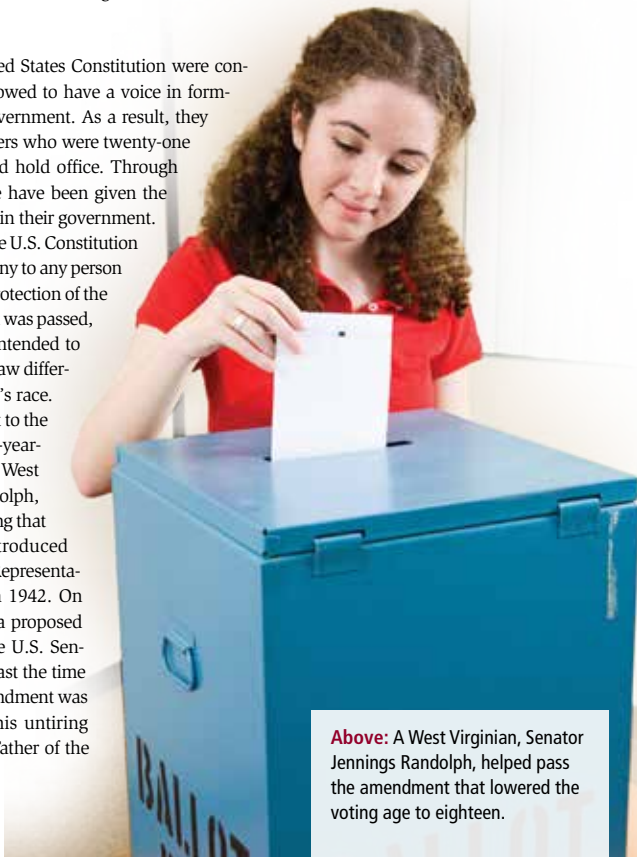 ed States Constitution were con-
owed to have a voice in form-
vernment. As a result, they
ers who were twenty-one
d hold office. Through
e have been given the
in their government.
e U.S. Constitution
ny to any person
otection of the
was passed,
ntended to
aw differ-
's race.
to the
-year-
West
olph,
ng that
troduced
Representa-
1942. On
a proposed
e U.S. Sen-
ast the time
ndment was
his untiring
ather of the
BALLOT
Above: A West Virginian, Senator
Jennings Randolph, helped pass
the amendment that lowered the
voting age to eighteen.